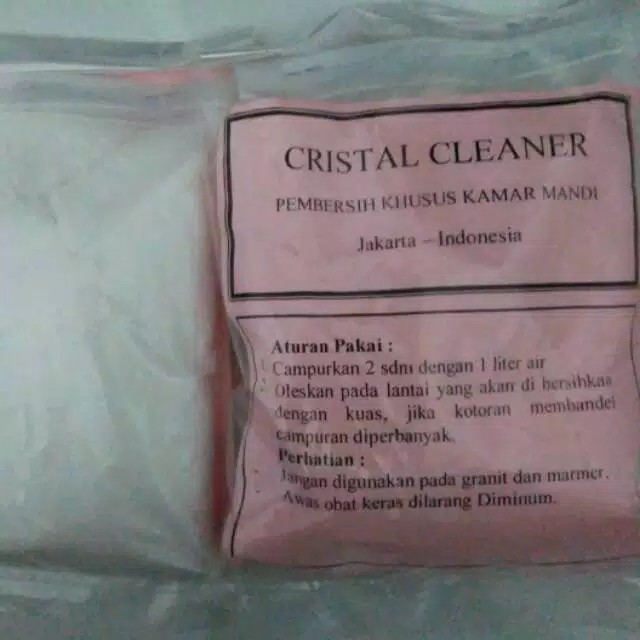 CRISTAL CLEANER
PEMBERSIH KHUSUS KAMAR MANDI
Jakarta – Indonesia
Aturan Pakai :
1. Campurkan 2 sdm dengan 1 liter air
2. Oleskan pada lantai yang akan di bersihkan
dengan kuas, jika kotoran membandel
campuran diperbanyak.
Perhatian :
Jangan digunakan pada granit dan marmer.
Awas obat keras dilarang Diminum.